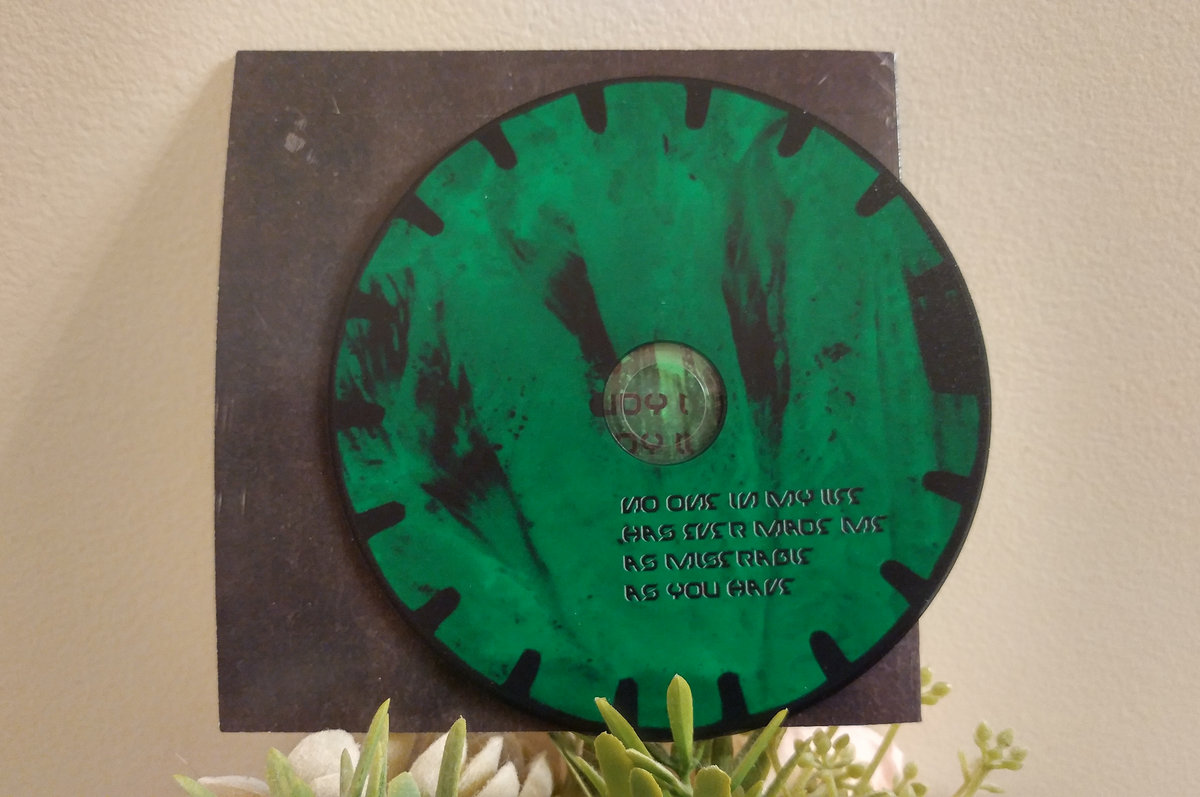 NO ONE IN MY LIFE
HAS EVER MADE ME
AS MISERABLE
AS YOU HAVE